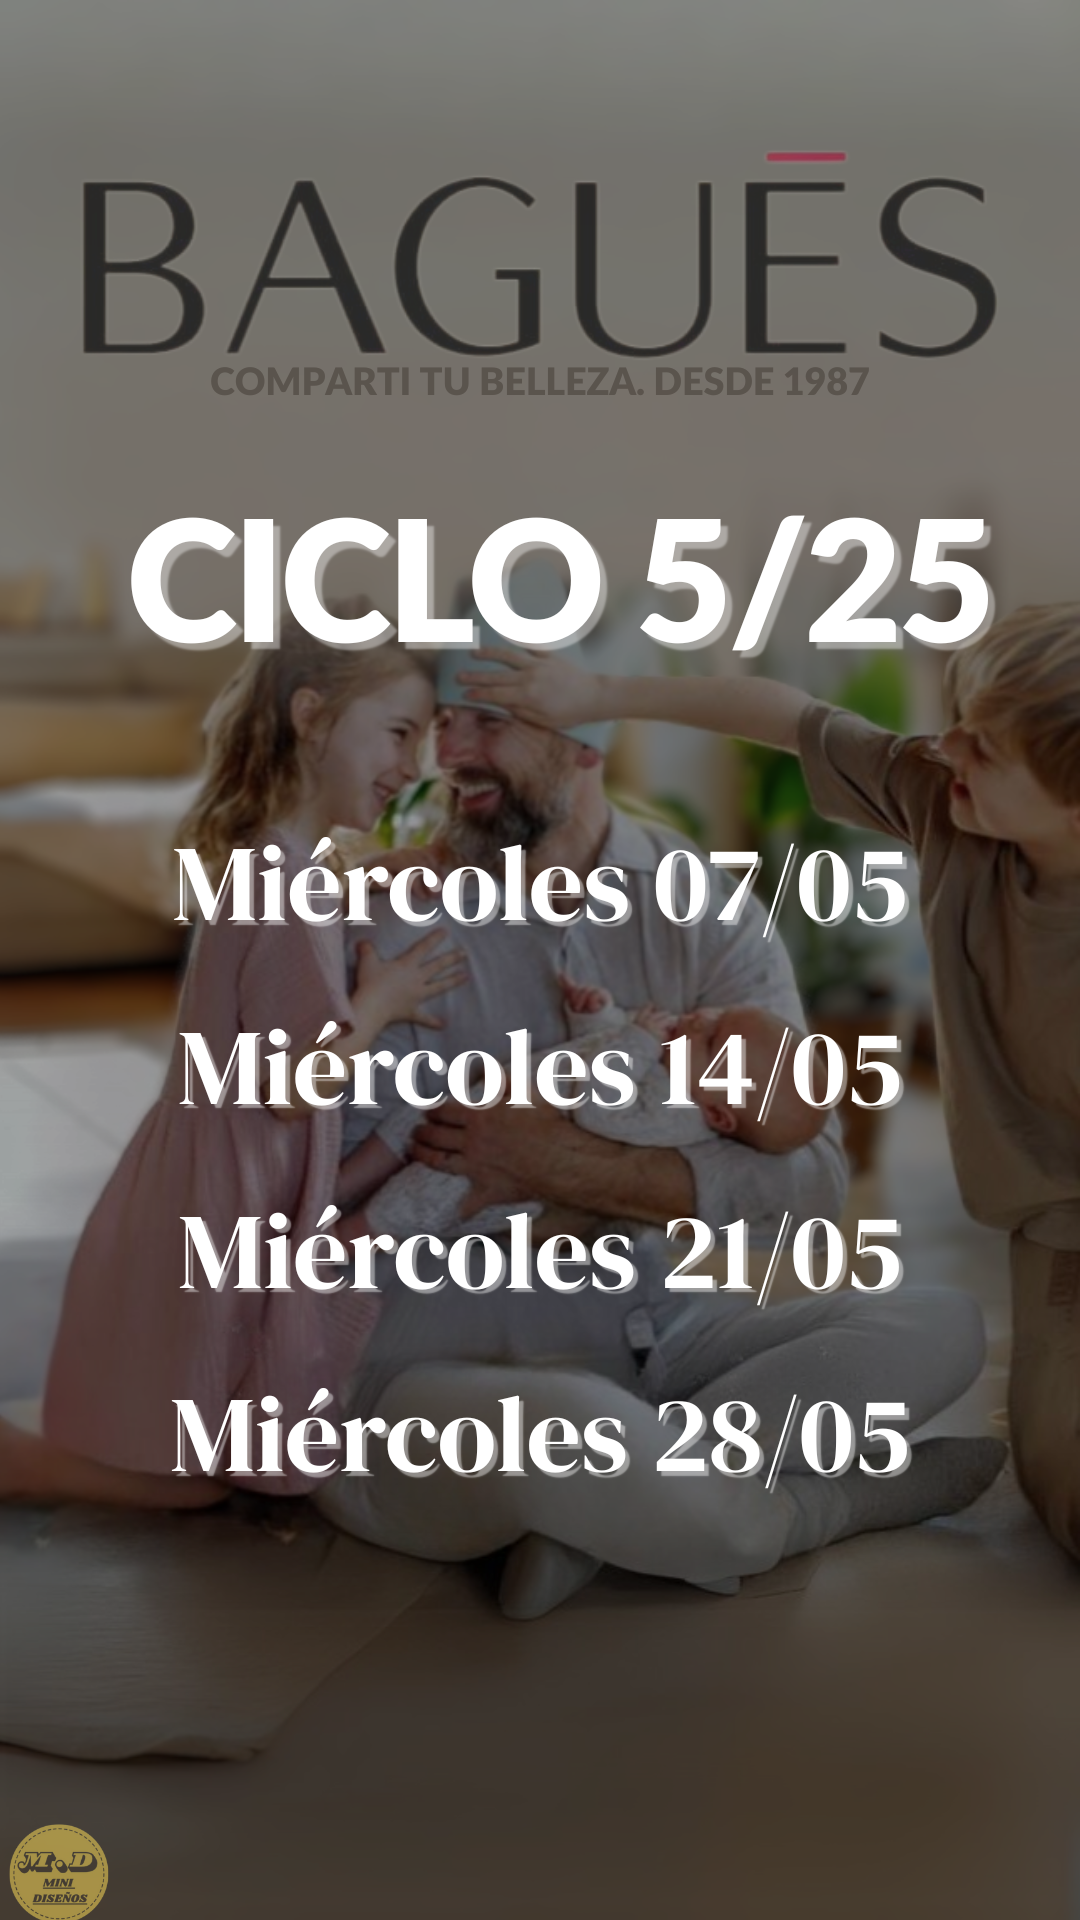 BAGUĒS
COMPARTI TU BELLEZA. DESDE 1987
CICLO 5/25
Miércoles 07/05
Miércoles 14/05
Miércoles 21/05
Miércoles 28/05
M.D
MINI
DISEÑOS